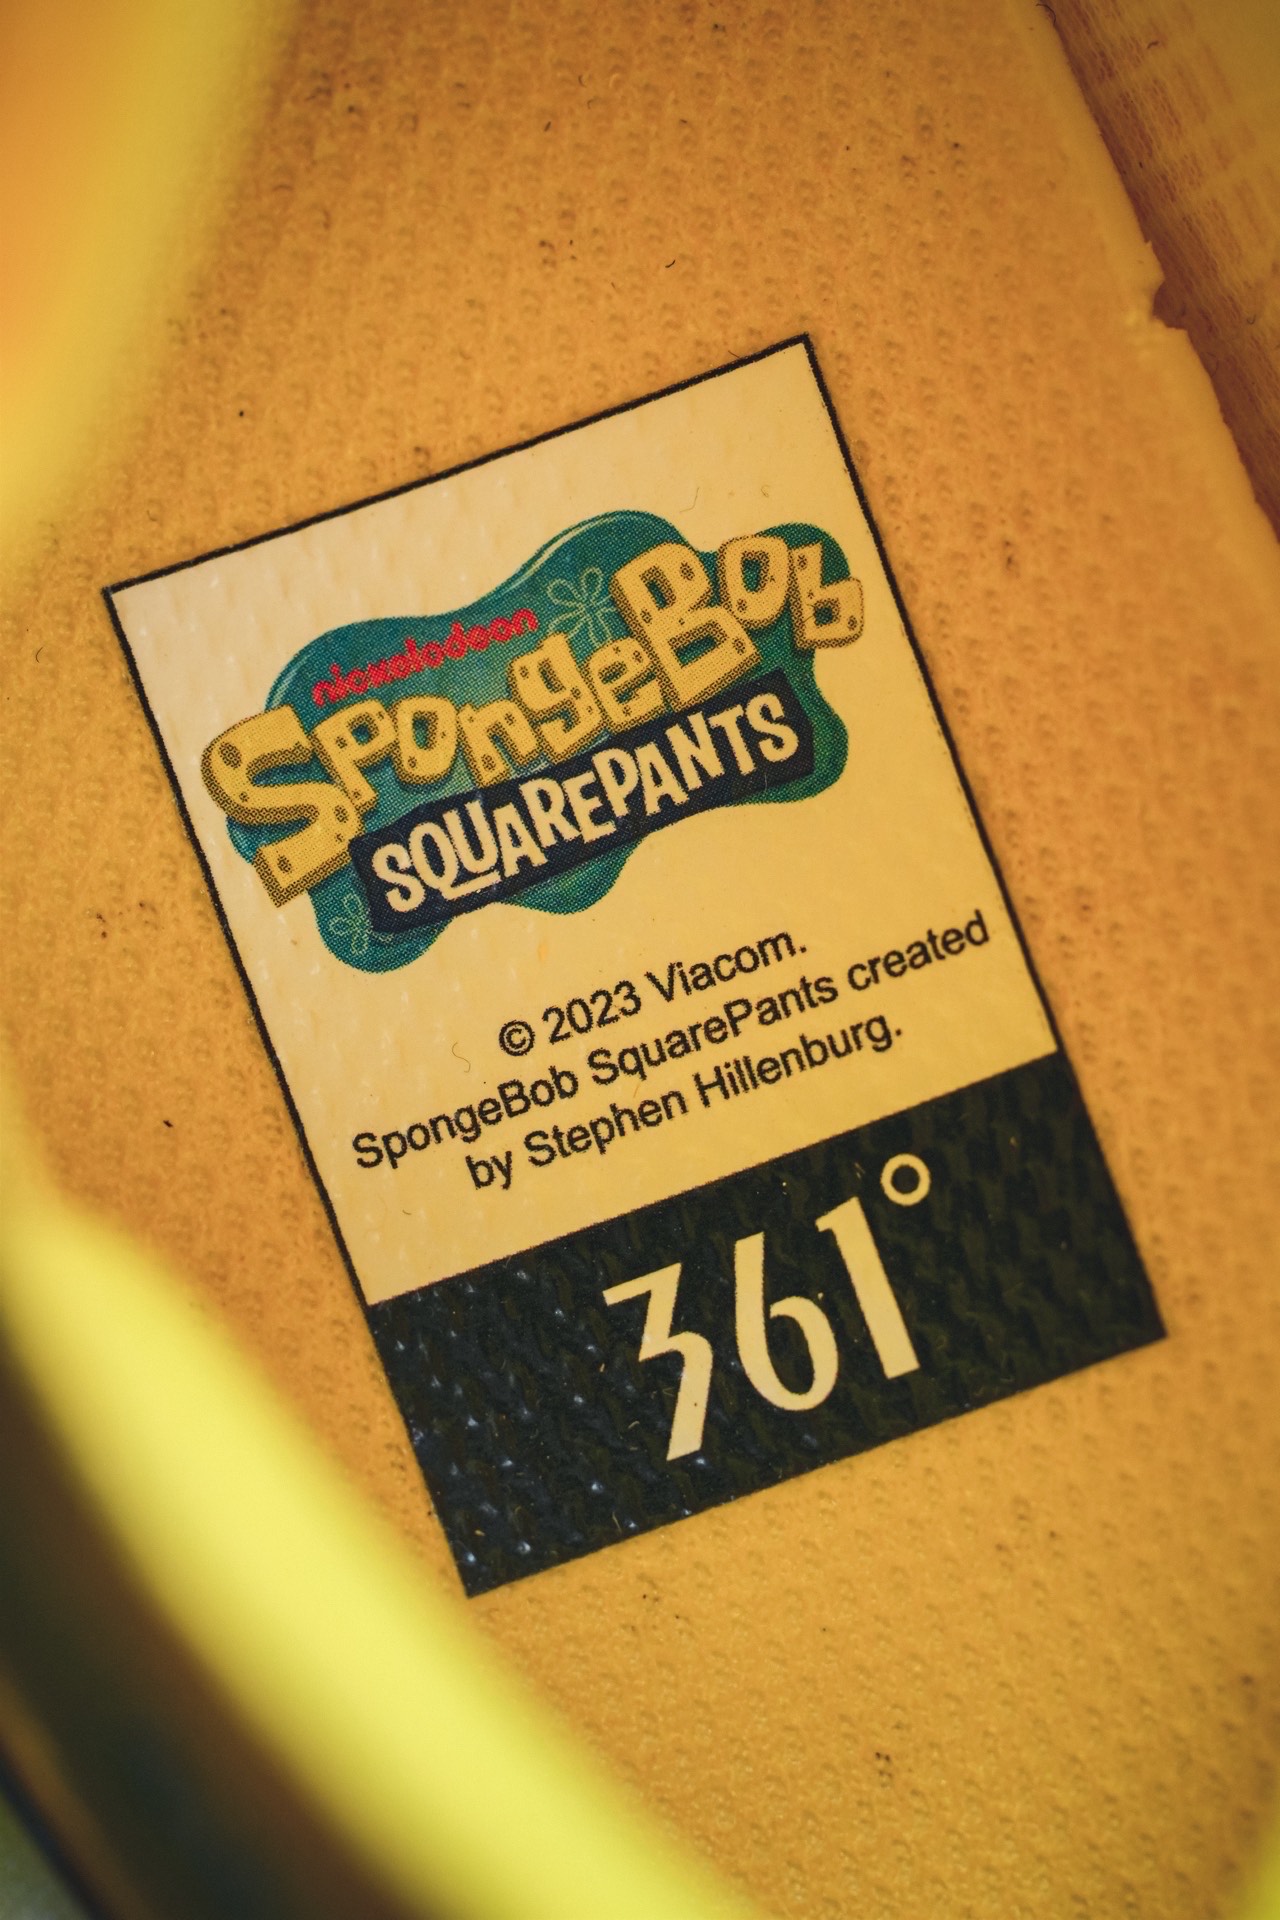 nickelodeon
SpongeBob
SQUAREPANTS
© 2023 Viacom.
SpongeBob SquarePants created
by Stephen Hillenburg.
361°